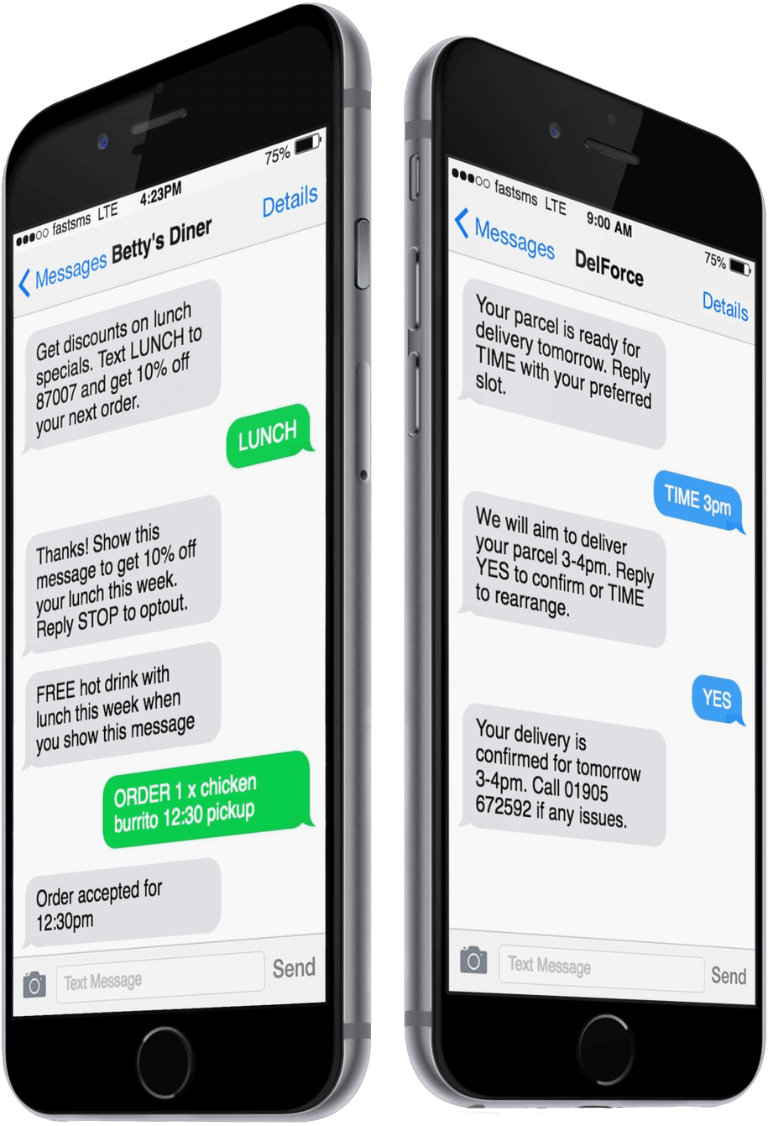 ●●●○○ fastsms LTE 4:23PM 75%
Messages Betty's Diner Details
Get discounts on lunch
specials. Text LUNCH to
87007 and get 10% off
your next order.
LUNCH
Thanks! Show this
message to get 10% off
your lunch this week.
Reply STOP to optout.
FREE hot drink with
lunch this week when
you show this message
ORDER 1 x chicken
burrito 12:30 pickup
Order accepted for
12:30pm
Text Message Send
●●●○○ fastsms LTE 9:00 AM 75%
Messages DelForce Details
Your parcel is ready for
delivery tomorrow. Reply
TIME with your preferred
slot.
TIME 3pm
We will aim to deliver
your parcel 3-4pm. Reply
YES to confirm or TIME
to rearrange.
YES
Your delivery is
confirmed for tomorrow
3-4pm. Call 01905
672592 if any issues.
Text Message Send